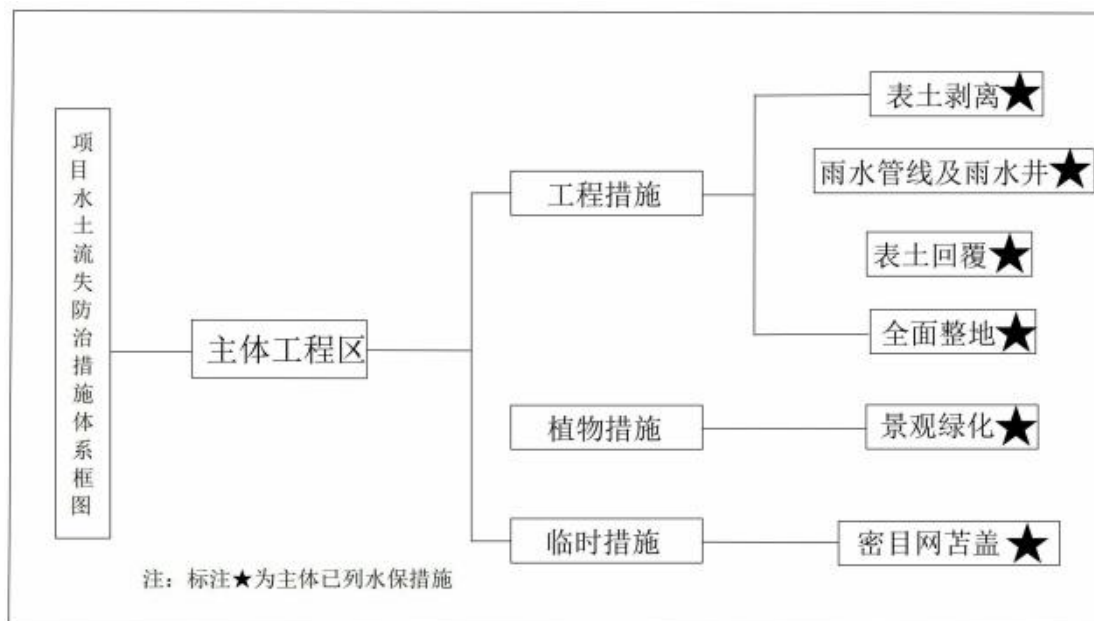 项目水土流失防治措施体系框图
主体工程区
工程措施
表土剥离★
雨水管线及雨水井★
表土回覆★
全面整地★
植物措施
景观绿化★
临时措施
密目网苫盖★
注：标注★为主体已列水保措施